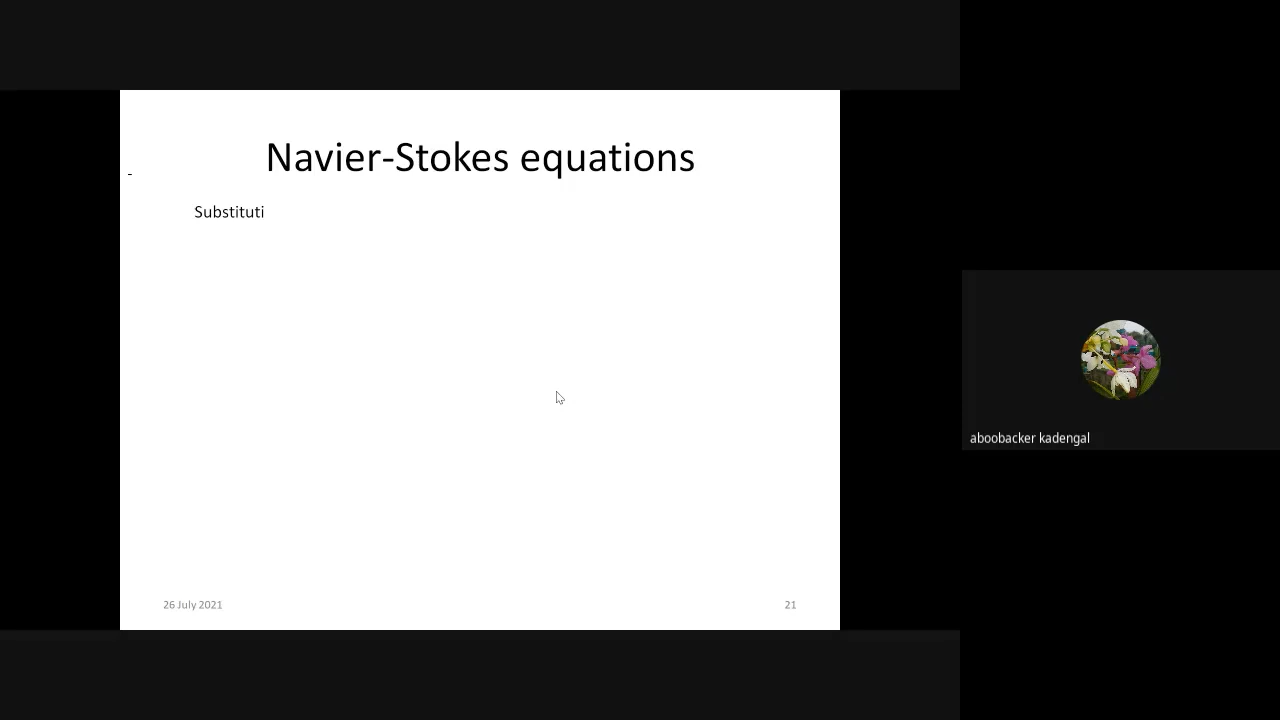 Navier-Stokes equations
-
Substituti
26 July 2021
21
aboobacker kadengal